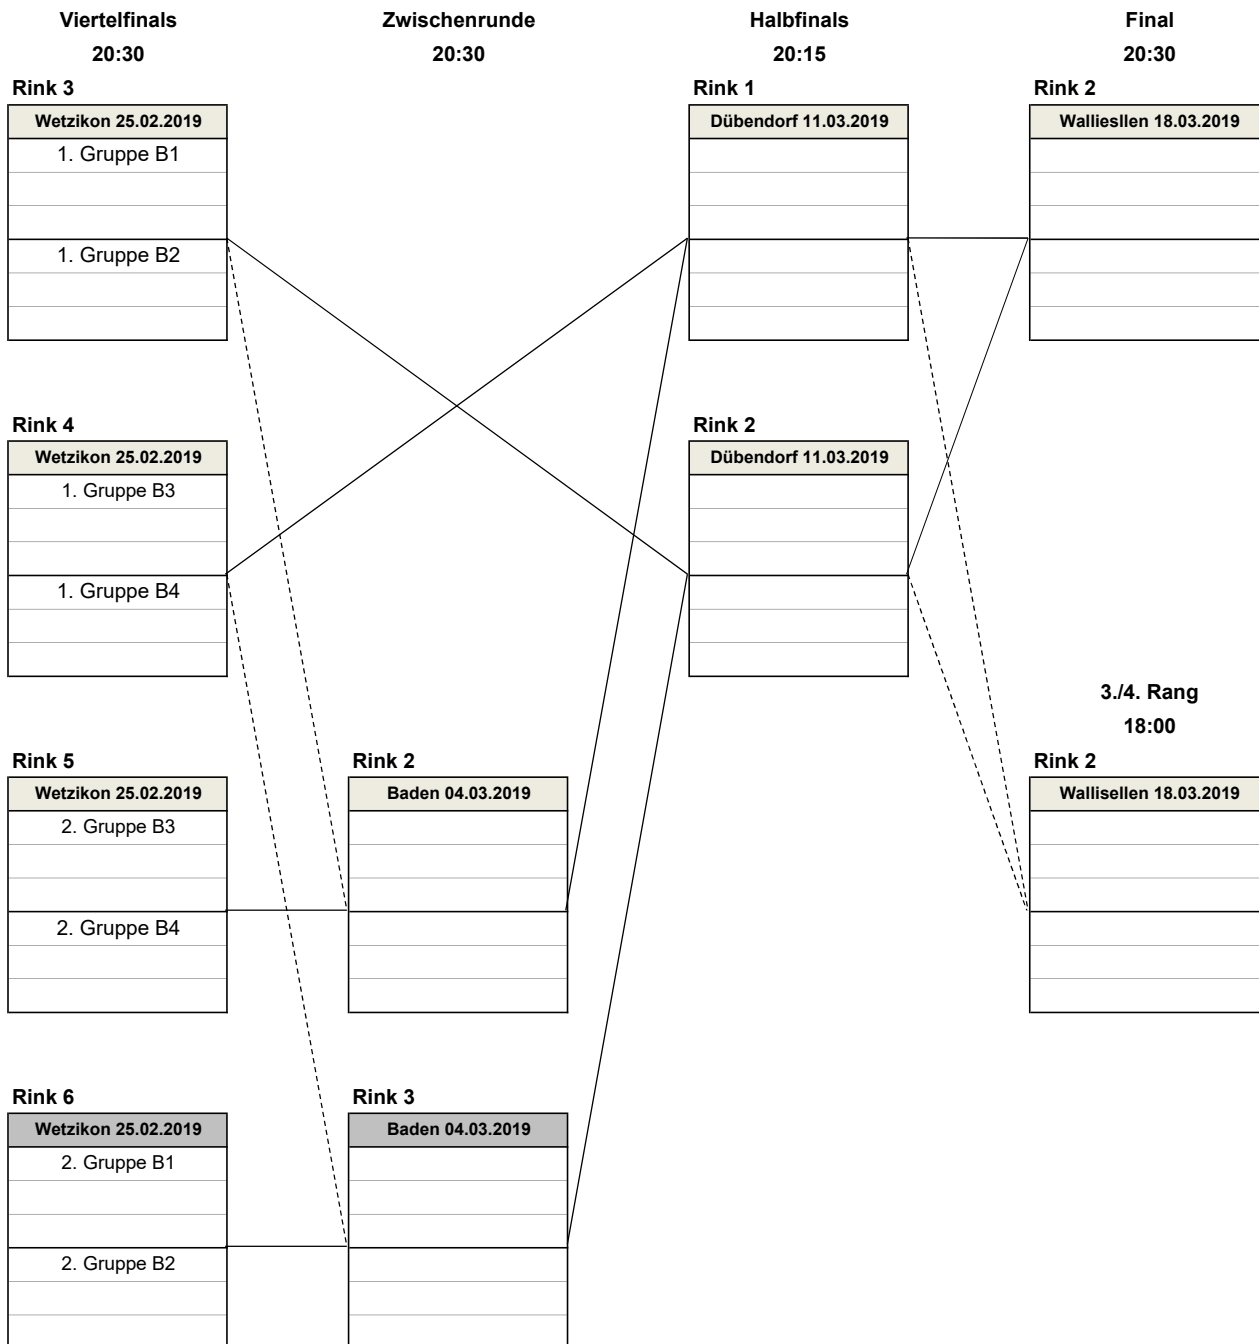 Viertelfinals Zwischenrunde Halbfinals Final
20:30 20:30 20:15 20:30
Rink 3 Rink 1 Rink 2
Wetzikon 25.02.2019 Dübendorf 11.03.2019 Walliesllen 18.03.2019
1. Gruppe B1
1. Gruppe B2
Rink 4 Rink 2
Wetzikon 25.02.2019 Dübendorf 11.03.2019
1. Gruppe B3
1. Gruppe B4
3./4. Rang
18:00
Rink 5 Rink 2 Rink 2
Wetzikon 25.02.2019 Baden 04.03.2019 Wallisellen 18.03.2019
2. Gruppe B3
2. Gruppe B4
Rink 6 Rink 3
Wetzikon 25.02.2019 Baden 04.03.2019
2. Gruppe B1
2. Gruppe B2